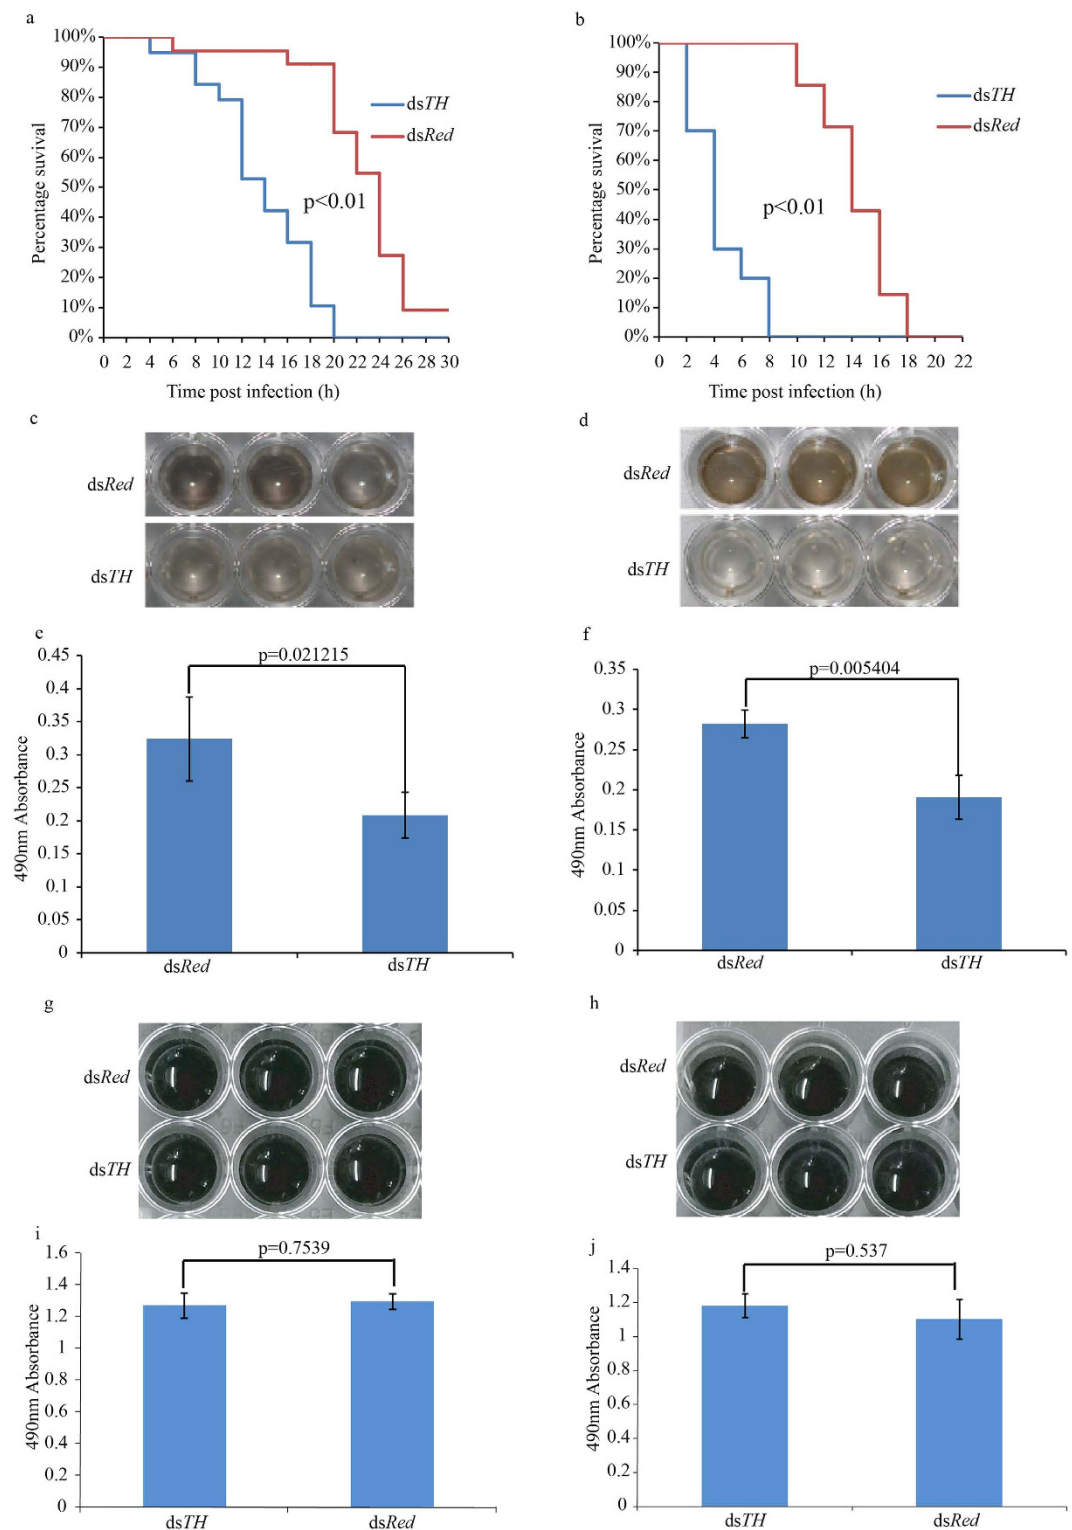 a
100%
90%
80%
70%
60%
50%
40%
30%
20%
10%
0%
Percentage suvival
dsTH
dsRed
p<0.01
0 2 4 6 8 10 12 14 16 18 20 22 24 26 28 30
Time post infection (h)
b
100%
90%
80%
70%
60%
50%
40%
30%
20%
10%
0%
Percentage suvival
dsTH
dsRed
p<0.01
0 2 4 6 8 10 12 14 16 18 20 22
Time post infection (h)
c
dsRed
dsTH
d
dsRed
dsTH
e
0.45
0.4
0.35
0.3
0.25
0.2
0.15
0.1
0.05
0
490nm Absorbance
p=0.021215
dsRed dsTH
f
0.35
0.3
0.25
0.2
0.15
0.1
0.05
0
490nm Absorbance
p=0.005404
dsRed dsTH
g
dsRed
dsTH
h
dsRed
dsTH
i
1.6
1.4
1.2
1
0.8
0.6
0.4
0.2
0
490nm Absorbance
p=0.7539
dsTH dsRed
j
1.4
1.2
1
0.8
0.6
0.4
0.2
0
490nm Absorbance
p=0.537
dsTH dsRed